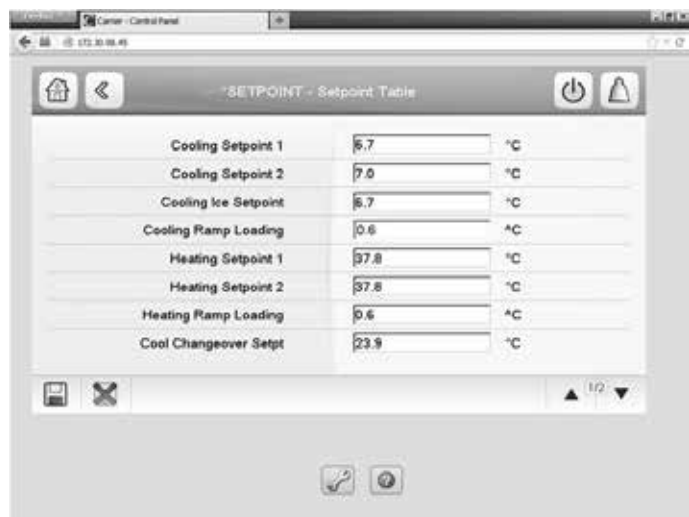 Carrier - Control Panel
*SETPOINT - Setpoint Table
Cooling Setpoint 1 6.7 °C
Cooling Setpoint 2 7.0 °C
Cooling Ice Setpoint 6.7 °C
Cooling Ramp Loading 0.6 ^C
Heating Setpoint 1 37.8 °C
Heating Setpoint 2 37.8 °C
Heating Ramp Loading 0.6 ^C
Cool Changeover Setpt 23.9 °C
1/2